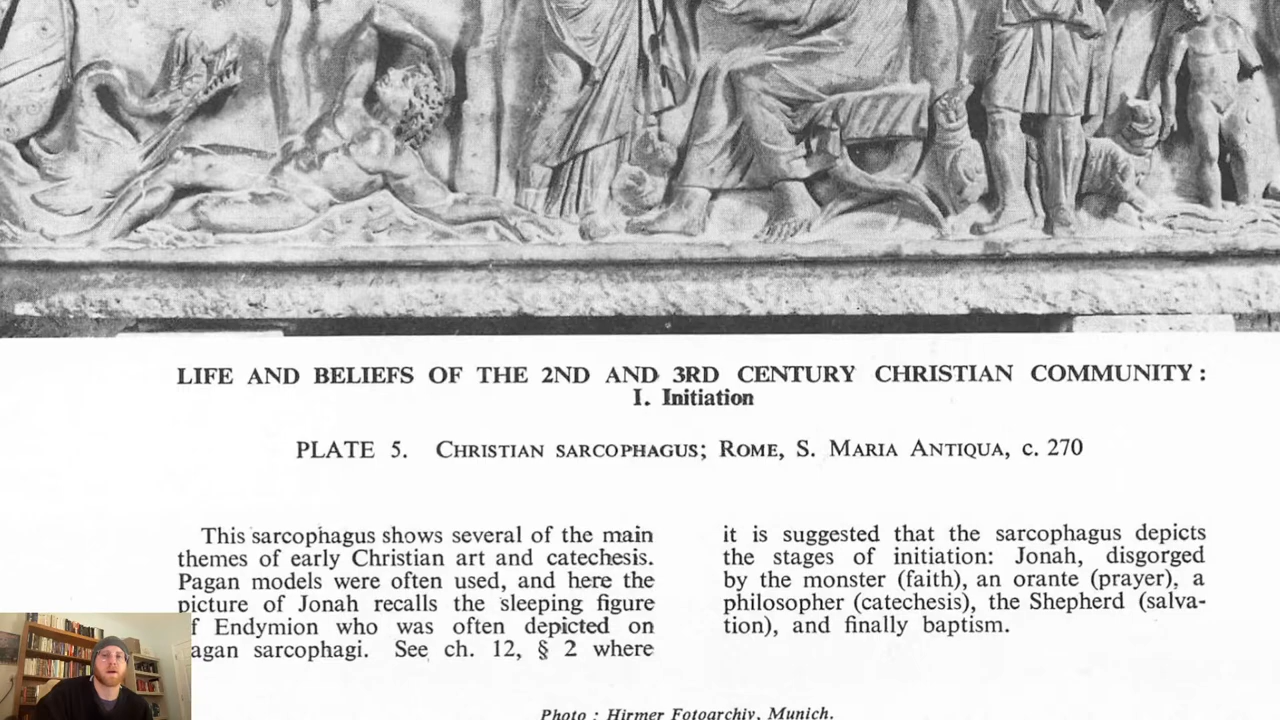 LIFE AND BELIEFS OF THE 2ND AND 3RD CENTURY CHRISTIAN COMMUNITY:
I. Initiation
PLATE 5. CHRISTIAN SARCOPHAGUS; ROME, S. MARIA ANTIQUA, c. 270
This sarcophagus shows several of the main
themes of early Christian art and catechesis.
Pagan models were often used, and here the
picture of Jonah recalls the sleeping figure
f Endymion who was often depicted on
agan sarcophagi. See ch. 12, § 2 where
it is suggested that the sarcophagus depicts
the stages of initiation: Jonah, disgorged
by the monster (faith), an orante (prayer), a
philosopher (catechesis), the Shepherd (salva-
tion), and finally baptism.
Photo : Hirmer Fotoarchiv, Munich.